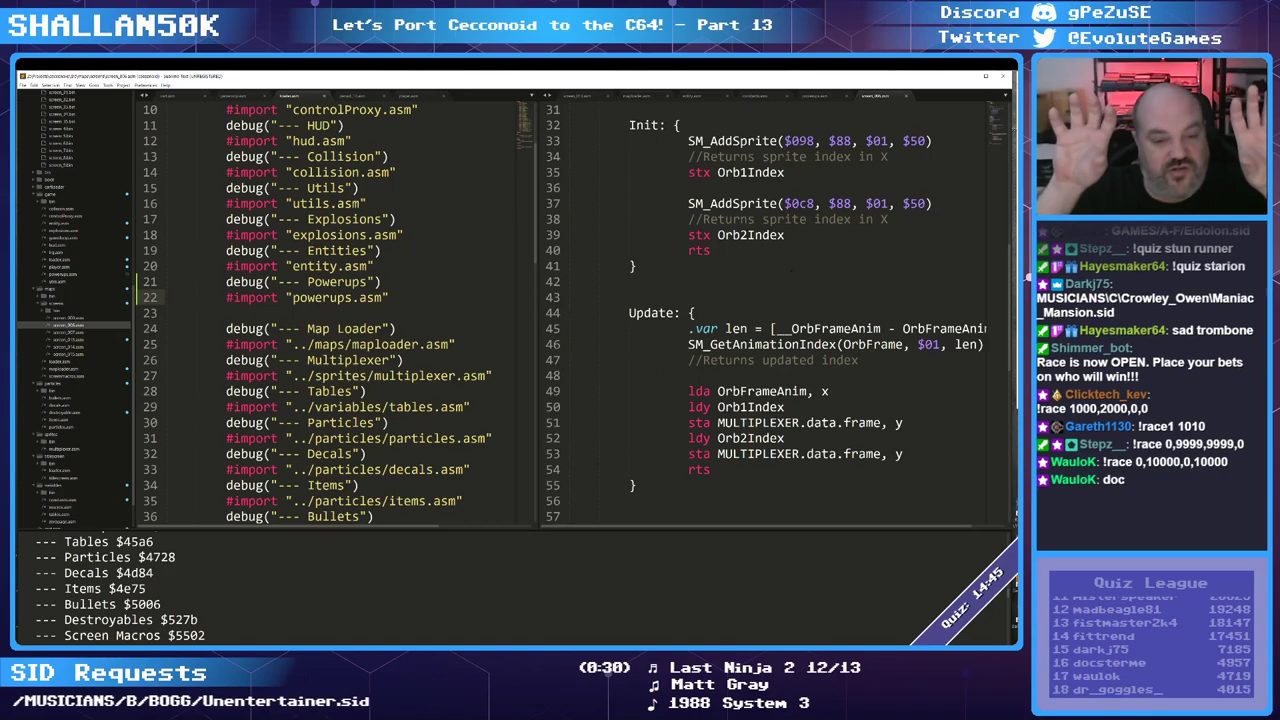 SHALLAN50K
Let's Port Cecconoid to the C64! - Part 13
Discord gPeZuSE
Twitter @EvoluteGames
10 #import "controlProxy.asm"
11 debug("--- HUD")
12 #import "hud.asm"
13 debug("--- Collision")
14 #import "collision.asm"
15 debug("--- Utils")
16 #import "utils.asm"
17 debug("--- Explosions")
18 #import "explosions.asm"
19 debug("--- Entities")
20 #import "entity.asm"
21 debug("--- Powerups")
22 #import "powerups.asm"
23
24 debug("--- Map Loader")
25 #import "../maps/maploader.asm"
26 debug("--- Multiplexer")
27 #import "../sprites/multiplexer.asm"
28 debug("--- Tables")
29 #import "../variables/tables.asm"
30 debug("--- Particles")
31 #import "../particles/particles.asm"
32 debug("--- Decals")
33 #import "../particles/decals.asm"
34 debug("--- Items")
35 #import "../particles/items.asm"
36 debug("--- Bullets")
31
32 Init: {
33 SM_AddSprite($098, $88, $01, $50)
34 //Returns sprite index in X
35 stx Orb1Index
36
37 SM_AddSprite($0c8, $88, $01, $50)
38 //Returns sprite index in X
39 stx Orb2Index
40 rts
41 }
42
43
44 Update: {
45 .var len = [__OrbFrameAnim - OrbFrameAnim
46 SM_GetAnimationIndex(OrbFrame, $01, len)
47 //Returns updated index
48
49 lda OrbFrameAnim, x
50 ldy Orb1Index
51 sta MULTIPLEXER.data.frame, y
52 ldy Orb2Index
53 sta MULTIPLEXER.data.frame, y
54 rts
55 }
56
57
--- Tables $45a6
--- Particles $4728
--- Decals $4d84
--- Items $4e75
--- Bullets $5006
--- Destroyables $527b
--- Screen Macros $5502
Quiz: 14:45
GAMES/A-F/Eidolon.sid
Stepz__: !quiz stun runner
Hayesmaker64: !quiz starion
Darkj75:
MUSICIANS\C\Crowley_Owen\Maniac
_Mansion.sid
Hayesmaker64: sad trombone
Shimmer_bot:
Race is now OPEN. Place your bets
on who will win!!!
Clicktech_kev:
!race 1000,2000,0,0
Gareth1130: !race1 1010
Stepz__: !race 0,9999,9999,0
WauloK: !race 0,10000,0,10000
WauloK: doc
Quiz League
12 madbeagle81 19248
13 fistmaster2k4 18147
14 fittrend 17451
15 darkj75 7185
16 docsterme 4957
17 waulok 4719
18 dr_goggles_ 4015
SID Requests
/MUSICIANS/B/BOGG/Unentertainer.sid
(0:30) Last Ninja 2 12/13
Matt Gray
1988 System 3